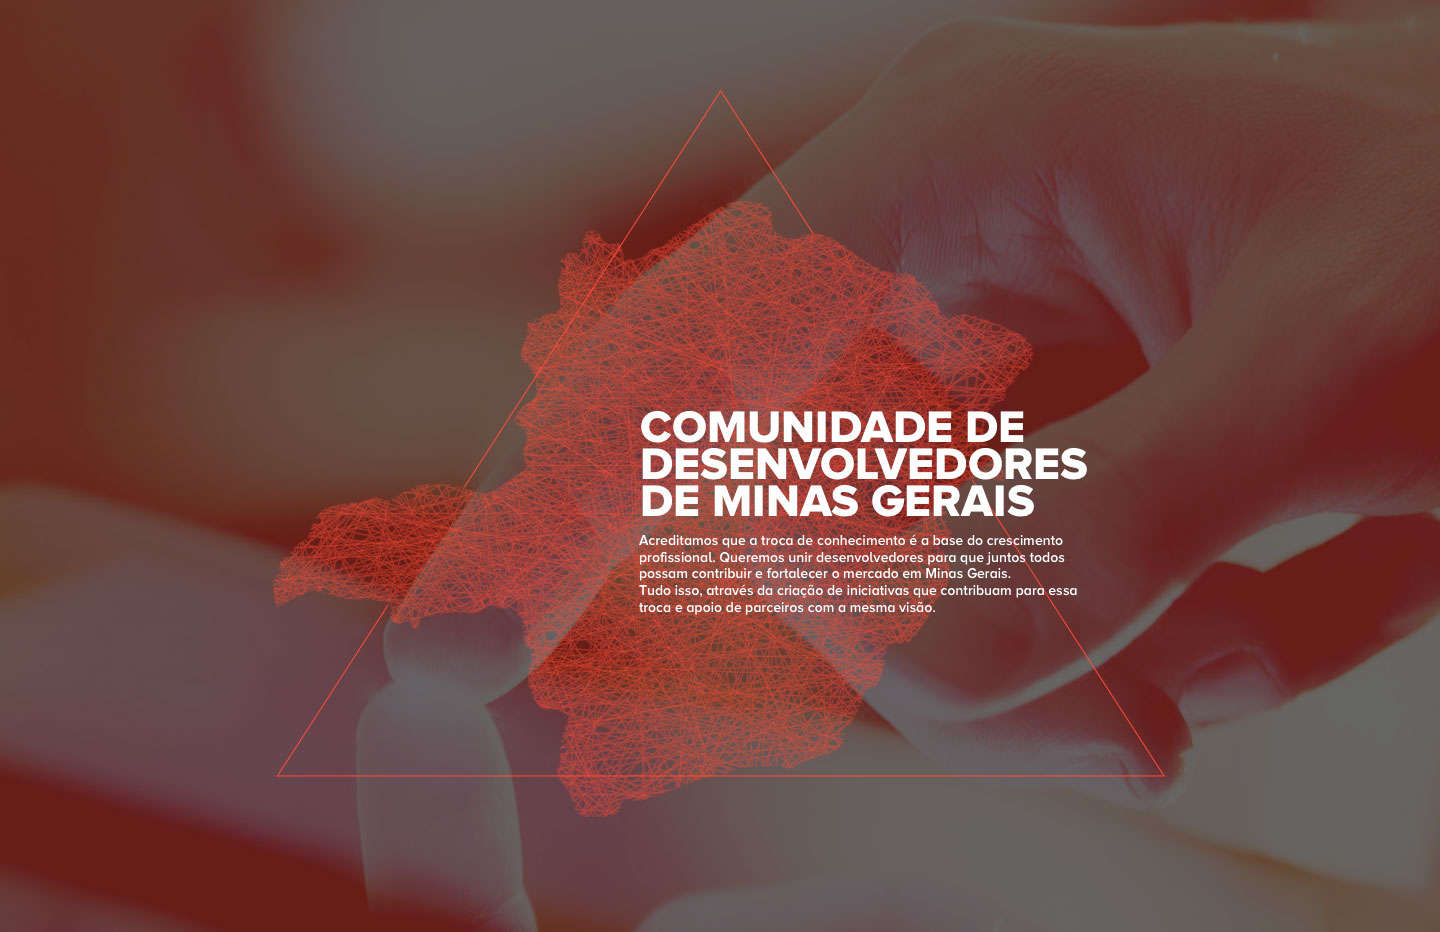 COMUNIDADE DE
DESENVOLVEDORES
DE MINAS GERAIS
Acreditamos que a troca de conhecimento é a base do crescimento
profissional. Queremos unir desenvolvedores para que juntos todos
possam contribuir e fortalecer o mercado em Minas Gerais.
Tudo isso, através da criação de iniciativas que contribuam para essa
troca e apoio de parceiros com a mesma visão.